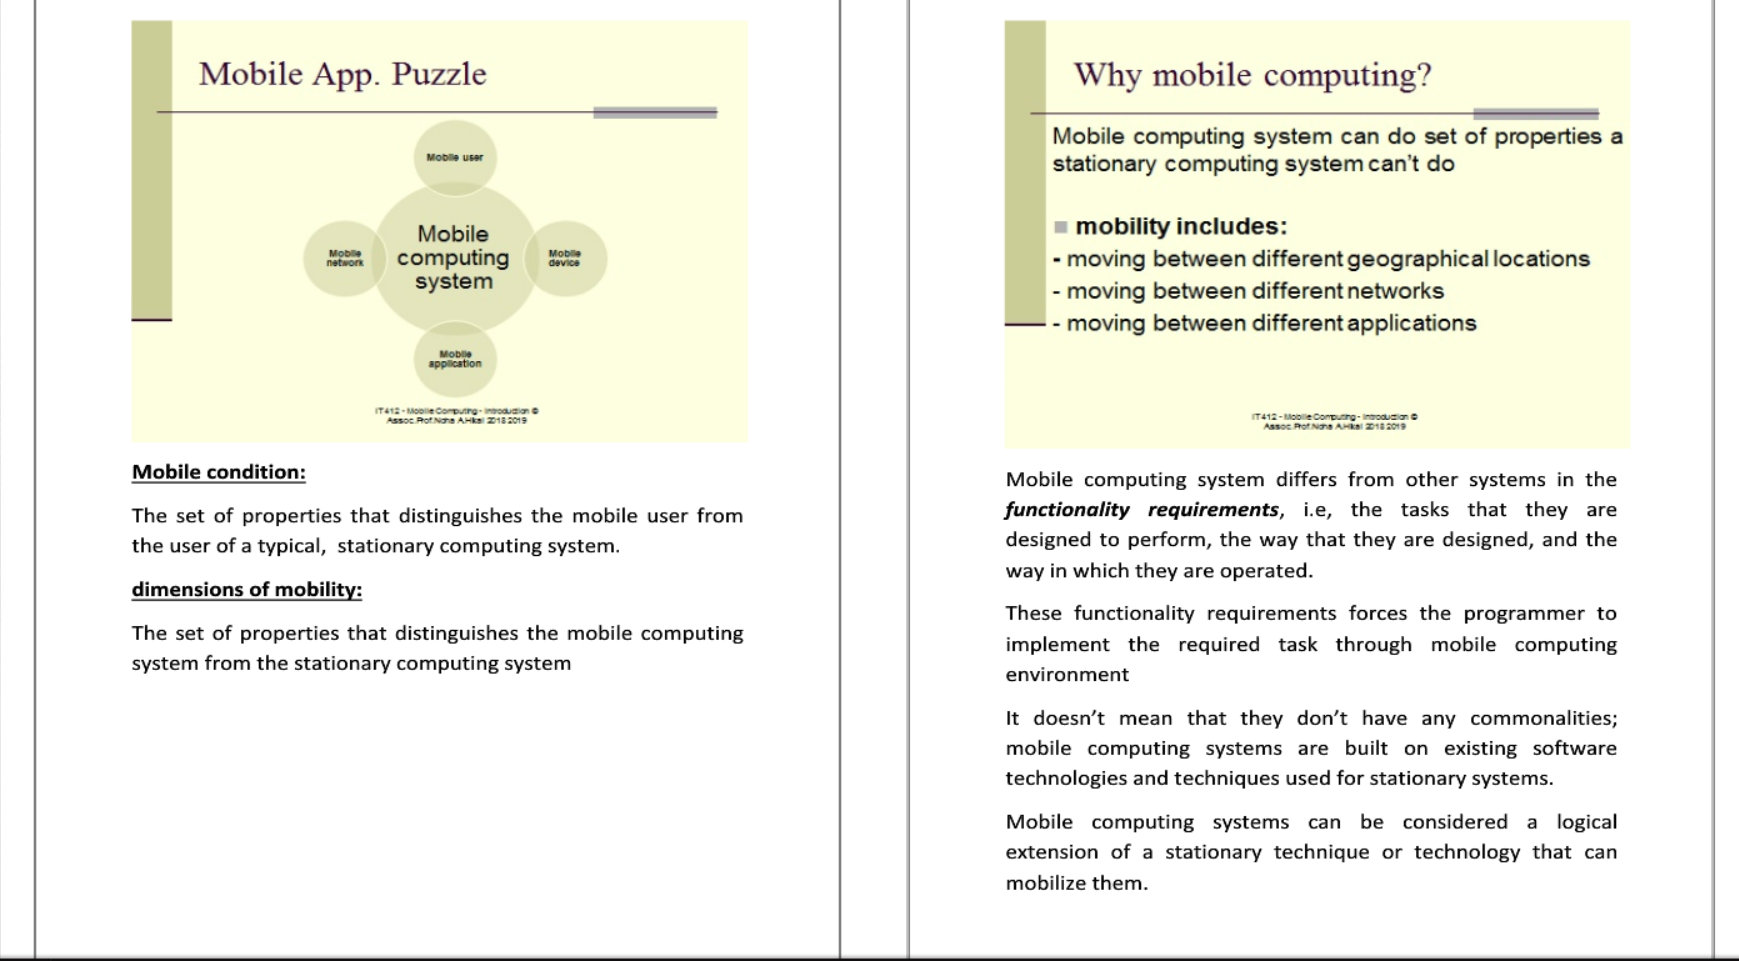 Mobile App. Puzzle
Mobile user
Mobile
network
Mobile
computing
system
Mobile
device
Mobile
application
IT412 - Mobile Computing - Introduction ©
Assoc.Prof.Noha A.Hikal 2018 2019
Mobile condition:
The set of properties that distinguishes the mobile user from
the user of a typical,  stationary computing system.
dimensions of mobility:
The set of properties that distinguishes the mobile computing
system from the stationary computing system
Why mobile computing?
Mobile computing system can do set of properties a
stationary computing system can't do
mobility includes:
- moving between different geographical locations
- moving between different networks
- moving between different applications
IT412 - Mobile Computing - Introduction ©
Assoc.Prof.Noha A.Hikal 2018 2019
Mobile computing system differs from other systems in the
functionality requirements, i.e, the tasks that they are
designed to perform, the way that they are designed, and the
way in which they are operated.
These functionality requirements forces the programmer to
implement the required task through mobile computing
environment
It doesn’t mean that they don’t have any commonalities;
mobile computing systems are built on existing software
technologies and techniques used for stationary systems.
Mobile computing systems can be considered a logical
extension of a stationary technique or technology that can
mobilize them.